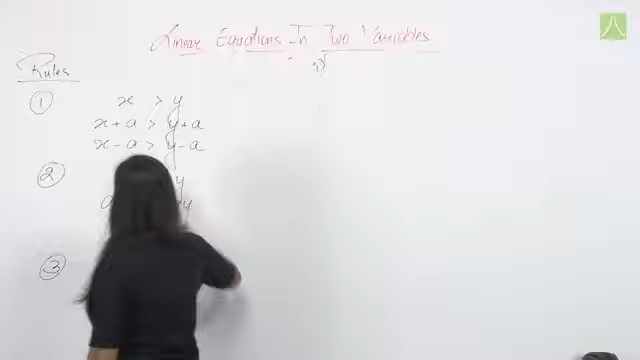 Linear Equations In Two Variables
Rules
①
x > y
x + a > y + a
x - a > y - a
②
y
a
y
③